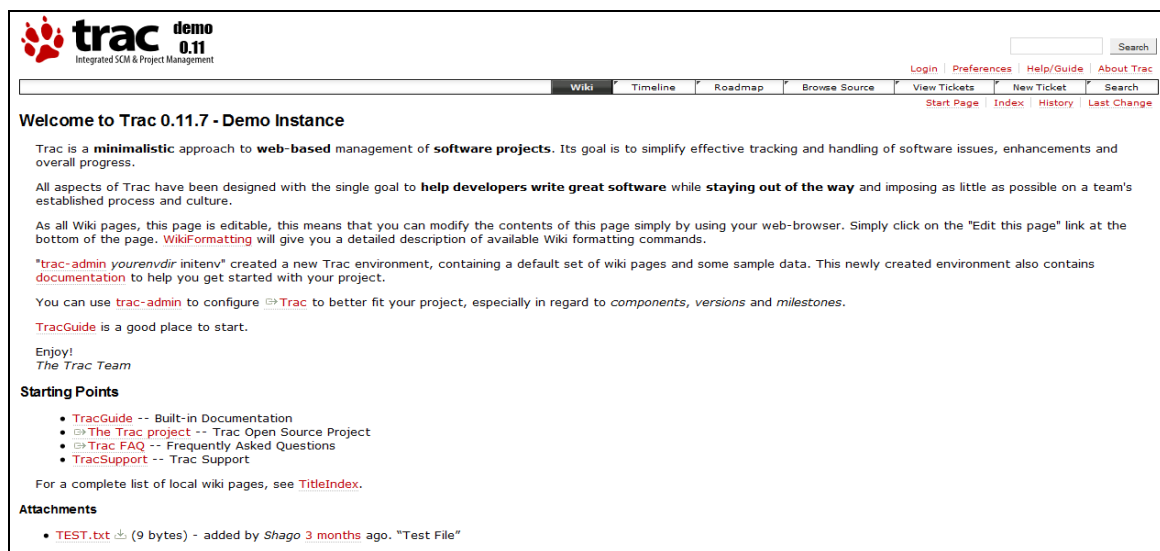 trac demo
0.11
Integrated SCM & Project Management
Search
Login Preferences Help/Guide About Trac
Wiki Timeline Roadmap Browse Source View Tickets New Ticket Search
Start Page Index History Last Change
Welcome to Trac 0.11.7 - Demo Instance
Trac is a minimalistic approach to web-based management of software projects. Its goal is to simplify effective tracking and handling of software issues, enhancements and
overall progress.
All aspects of Trac have been designed with the single goal to help developers write great software while staying out of the way and imposing as little as possible on a team's
established process and culture.
As all Wiki pages, this page is editable, this means that you can modify the contents of this page simply by using your web-browser. Simply click on the "Edit this page" link at the
bottom of the page. WikiFormatting will give you a detailed description of available Wiki formatting commands.
"trac-admin yourenvdir initenv" created a new Trac environment, containing a default set of wiki pages and some sample data. This newly created environment also contains
documentation to help you get started with your project.
You can use trac-admin to configure Trac to better fit your project, especially in regard to components, versions and milestones.
TracGuide is a good place to start.
Enjoy!
The Trac Team
Starting Points
• TracGuide -- Built-in Documentation
• The Trac project -- Trac Open Source Project
• Trac FAQ -- Frequently Asked Questions
• TracSupport -- Trac Support
For a complete list of local wiki pages, see TitleIndex.
Attachments
• TEST.txt (9 bytes) - added by Shago 3 months ago. “Test File”